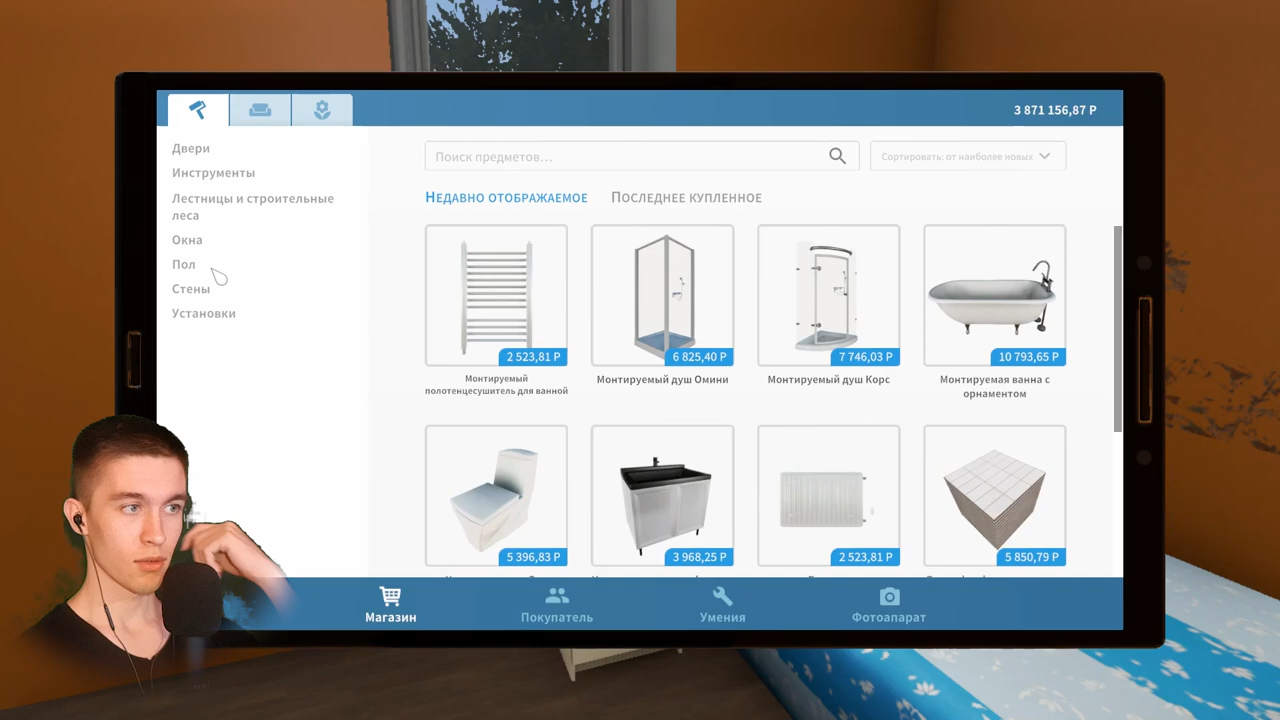 3 871 156,87 Р
Двери
Инструменты
Лестницы и строительные
леса
Окна
Пол
Стены
Установки
Поиск предметов...
Сортировать: от наиболее новых
Недавно отображаемое
Последнее купленное
2 523,81 Р
6 825,40 Р
7 746,03 Р
10 793,65 Р
Монтируемый
полотенцесушитель для ванной
Монтируемый душ Омини
Монтируемый душ Корс
Монтируемая ванна с
орнаментом
5 396,83 Р
3 968,25 Р
2 523,81 Р
5 850,79 Р
Магазин
Покупатель
Умения
Фотоапарат